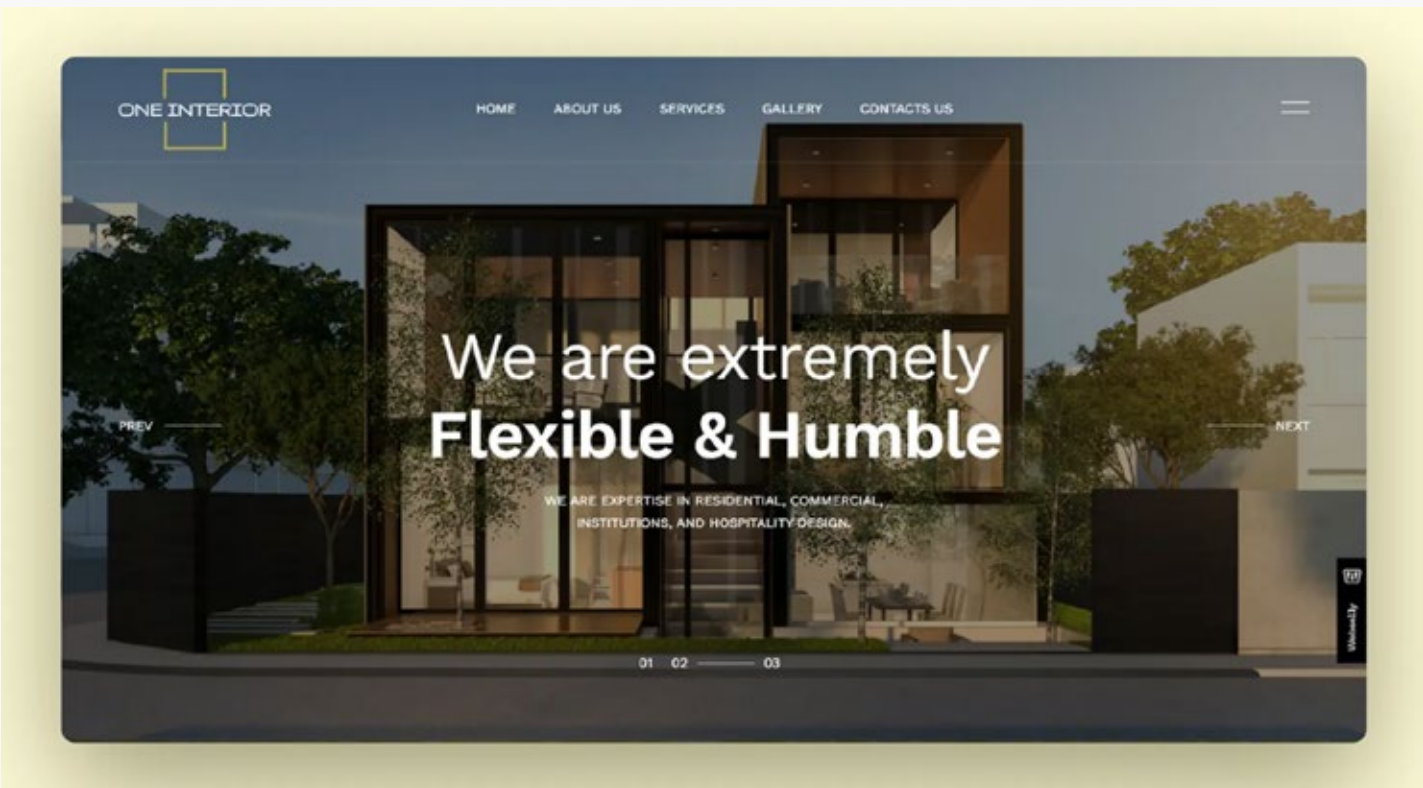 ONE INTERIOR
HOME ABOUT US SERVICES GALLERY CONTACTS US
We are extremely
Flexible & Humble
PREV
NEXT
WE ARE EXPERTISE IN RESIDENTIAL, COMMERCIAL,
INSTITUTIONS, AND HOSPITALITY DESIGN.
01 02 03